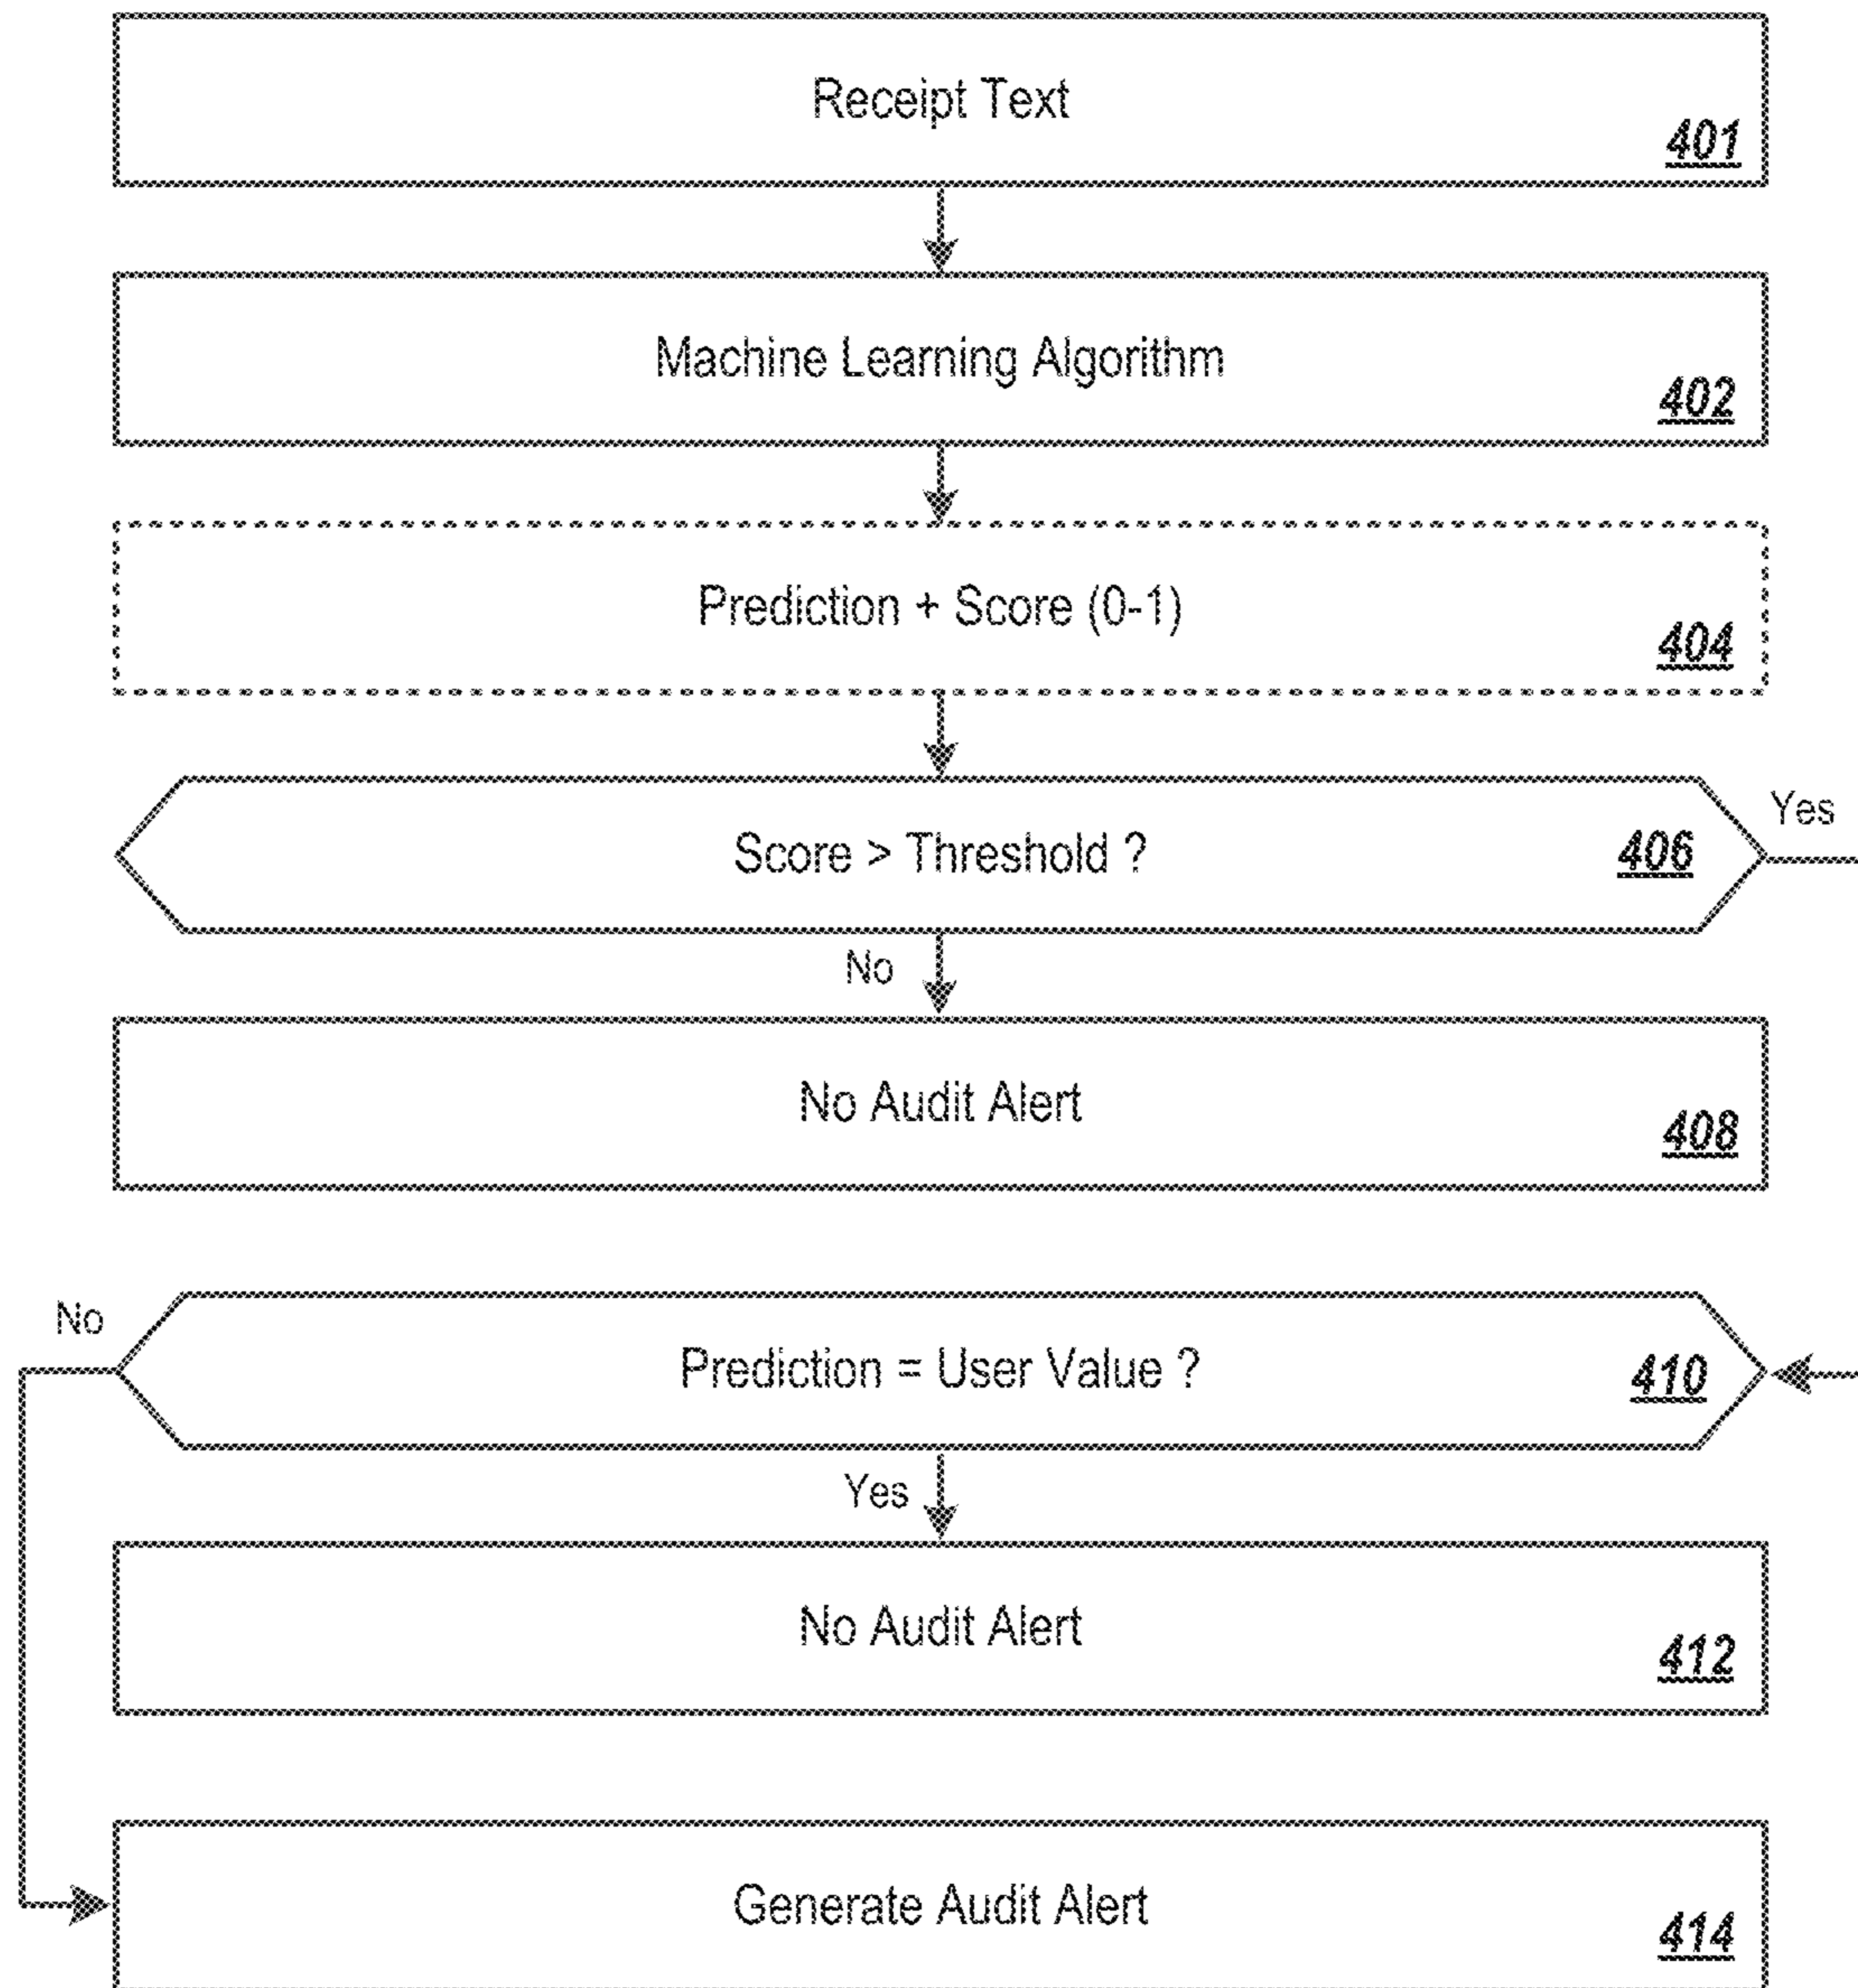 Receipt Text
401
Machine Learning Algorithm
402
Prediction + Score (0-1)
404
Yes
Score > Threshold ?
406
No
No Audit Alert
408
No
Prediction = User Value ?
410
Yes
No Audit Alert
412
Generate Audit Alert
414